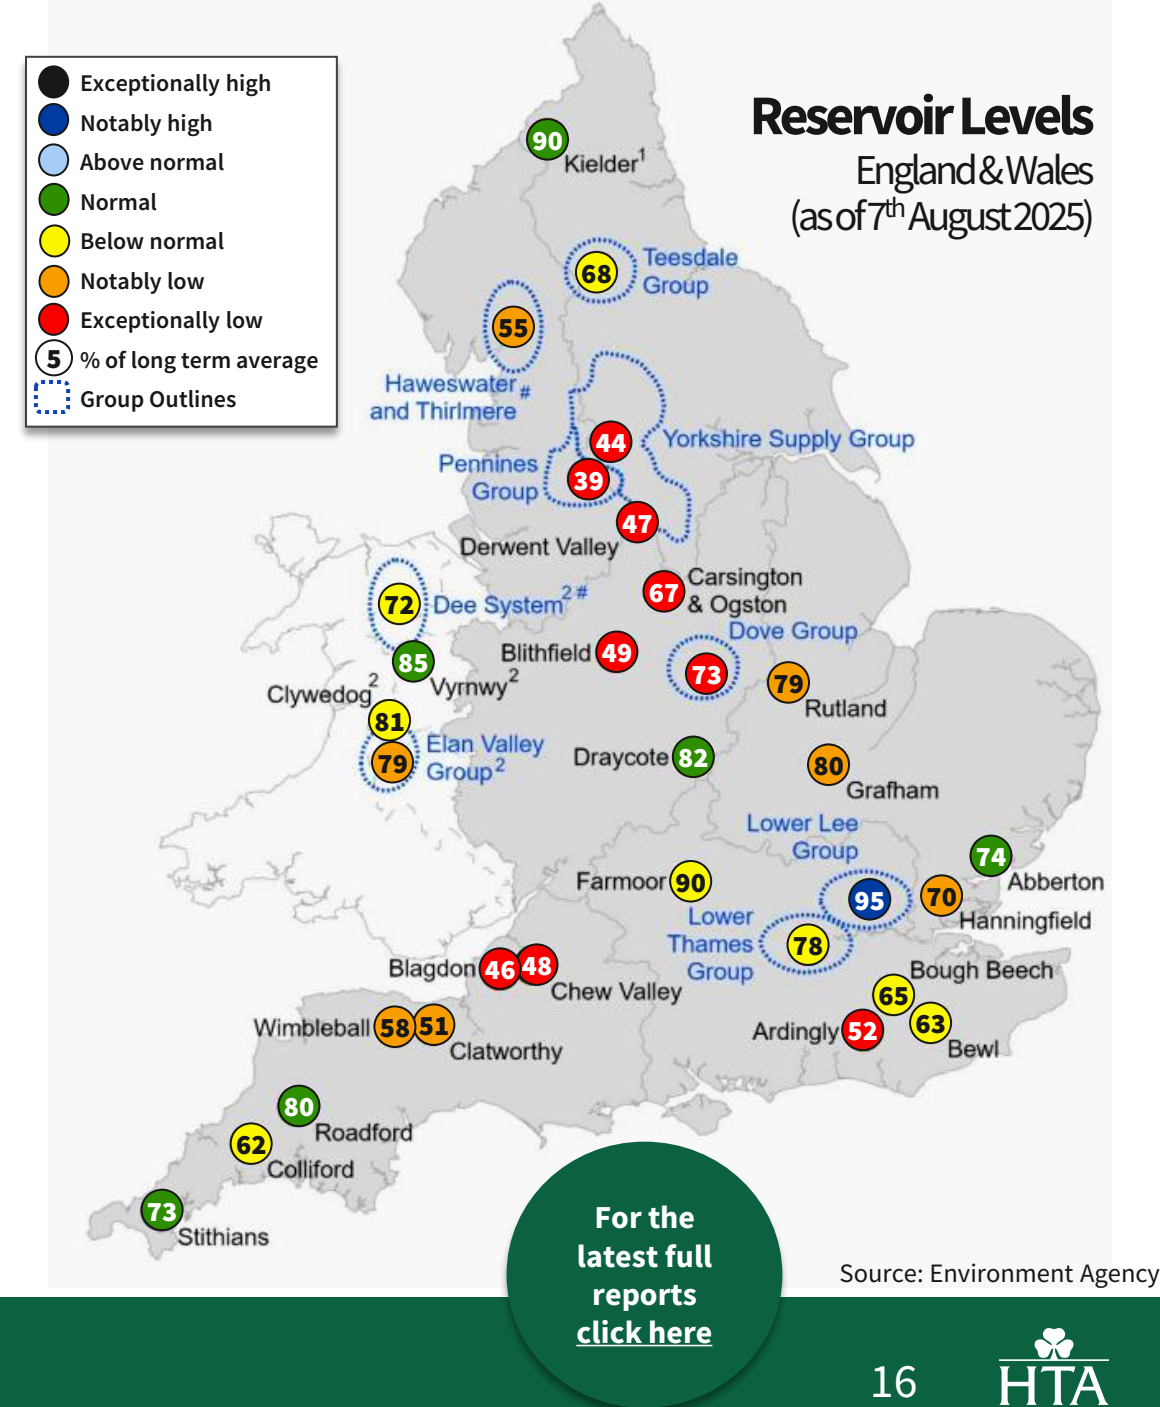 Exceptionally high
Notably high
Above normal
Normal
Below normal
Notably low
Exceptionally low
5 % of long term average
Group Outlines
Reservoir Levels
England & Wales
(as of 7th August 2025)
90
Kielder1
68
Teesdale
Group
55
Haweswater#
and Thirlmere
44
Yorkshire Supply Group
Pennines
Group
39
47
Derwent Valley
67
Carsington
& Ogston
72
Dee System2 #
Dove Group
Blithfield 49
73
85
Vyrnwy2
79
Rutland
Clywedog2
81
79
Elan Valley
Group2
Draycote 82
80
Grafham
Lower Lee
Group
95
74
Abberton
Farmoor 90
70
Hanningfield
Lower
Thames
Group
78
Blagdon 46 48
Chew Valley
Bough Beech
65
Wimbleball 58 51
Clatworthy
Ardingly 52
63
Bewl
80
Roadford
62
Colliford
73
Stithians
For the
latest full
reports
click here
Source: Environment Agency
16
HTA